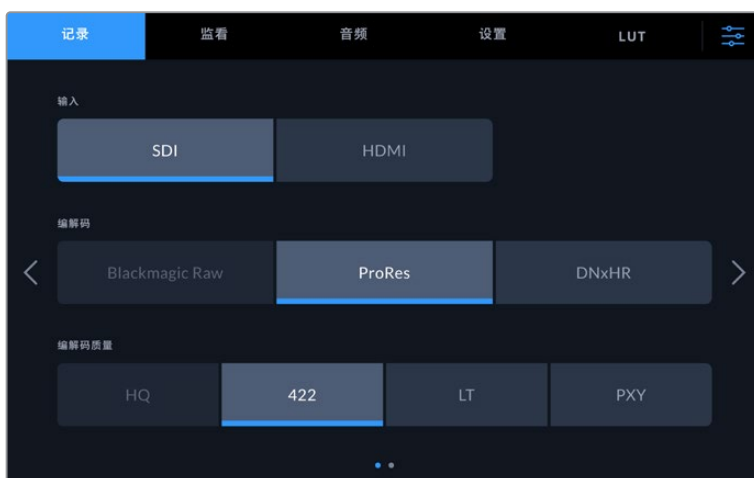 记录 监看 音频 设置 LUT
输入
SDI HDMI
编解码
Blackmagic Raw ProRes DNxHR
编解码质量
HQ 422 LT PXY